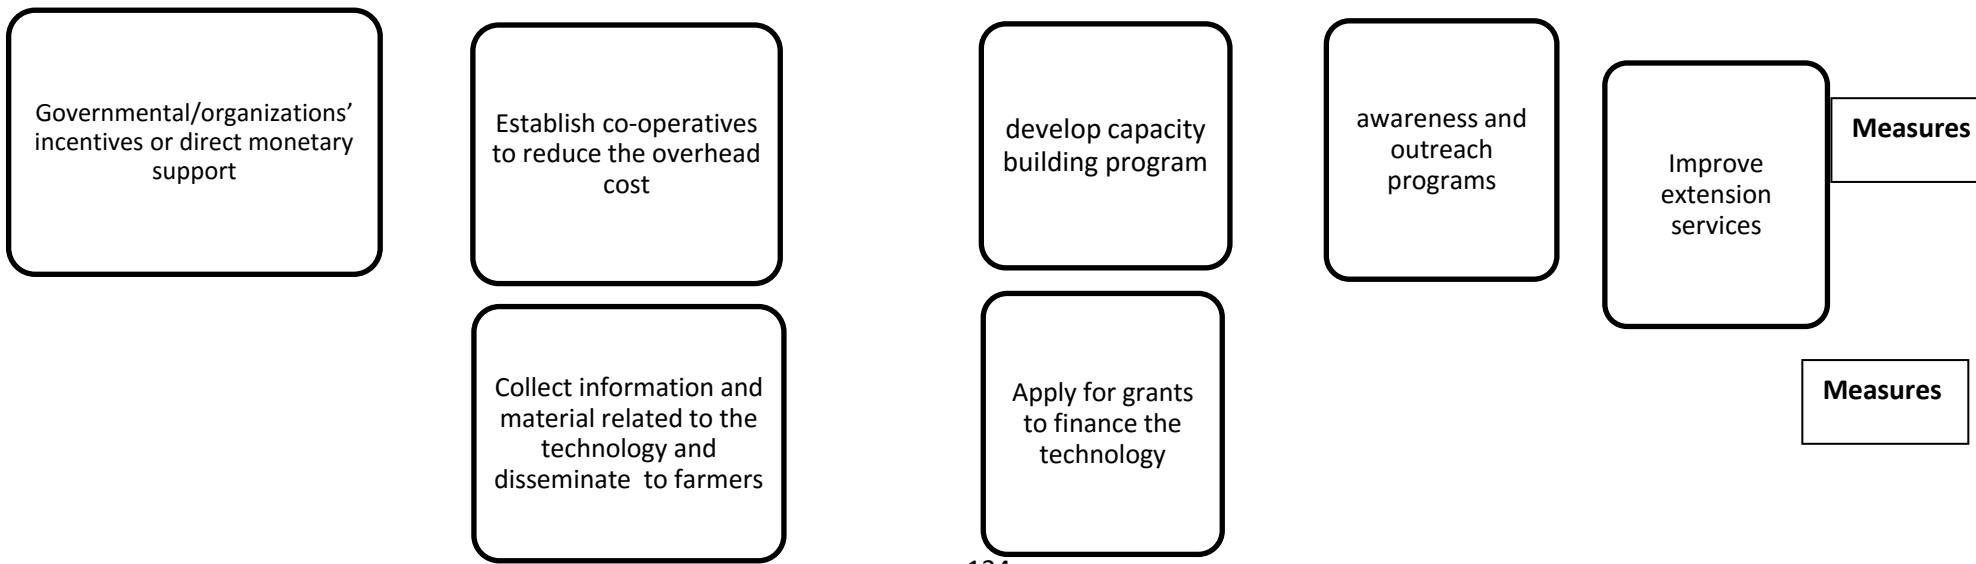 Governmental/organizations’
incentives or direct monetary
support
Establish co-operatives
to reduce the overhead
cost
develop capacity
building program
awareness and
outreach
programs
Improve
extension
services
Measures
Collect information and
material related to the
technology and
disseminate  to farmers
Apply for grants
to finance the
technology
Measures